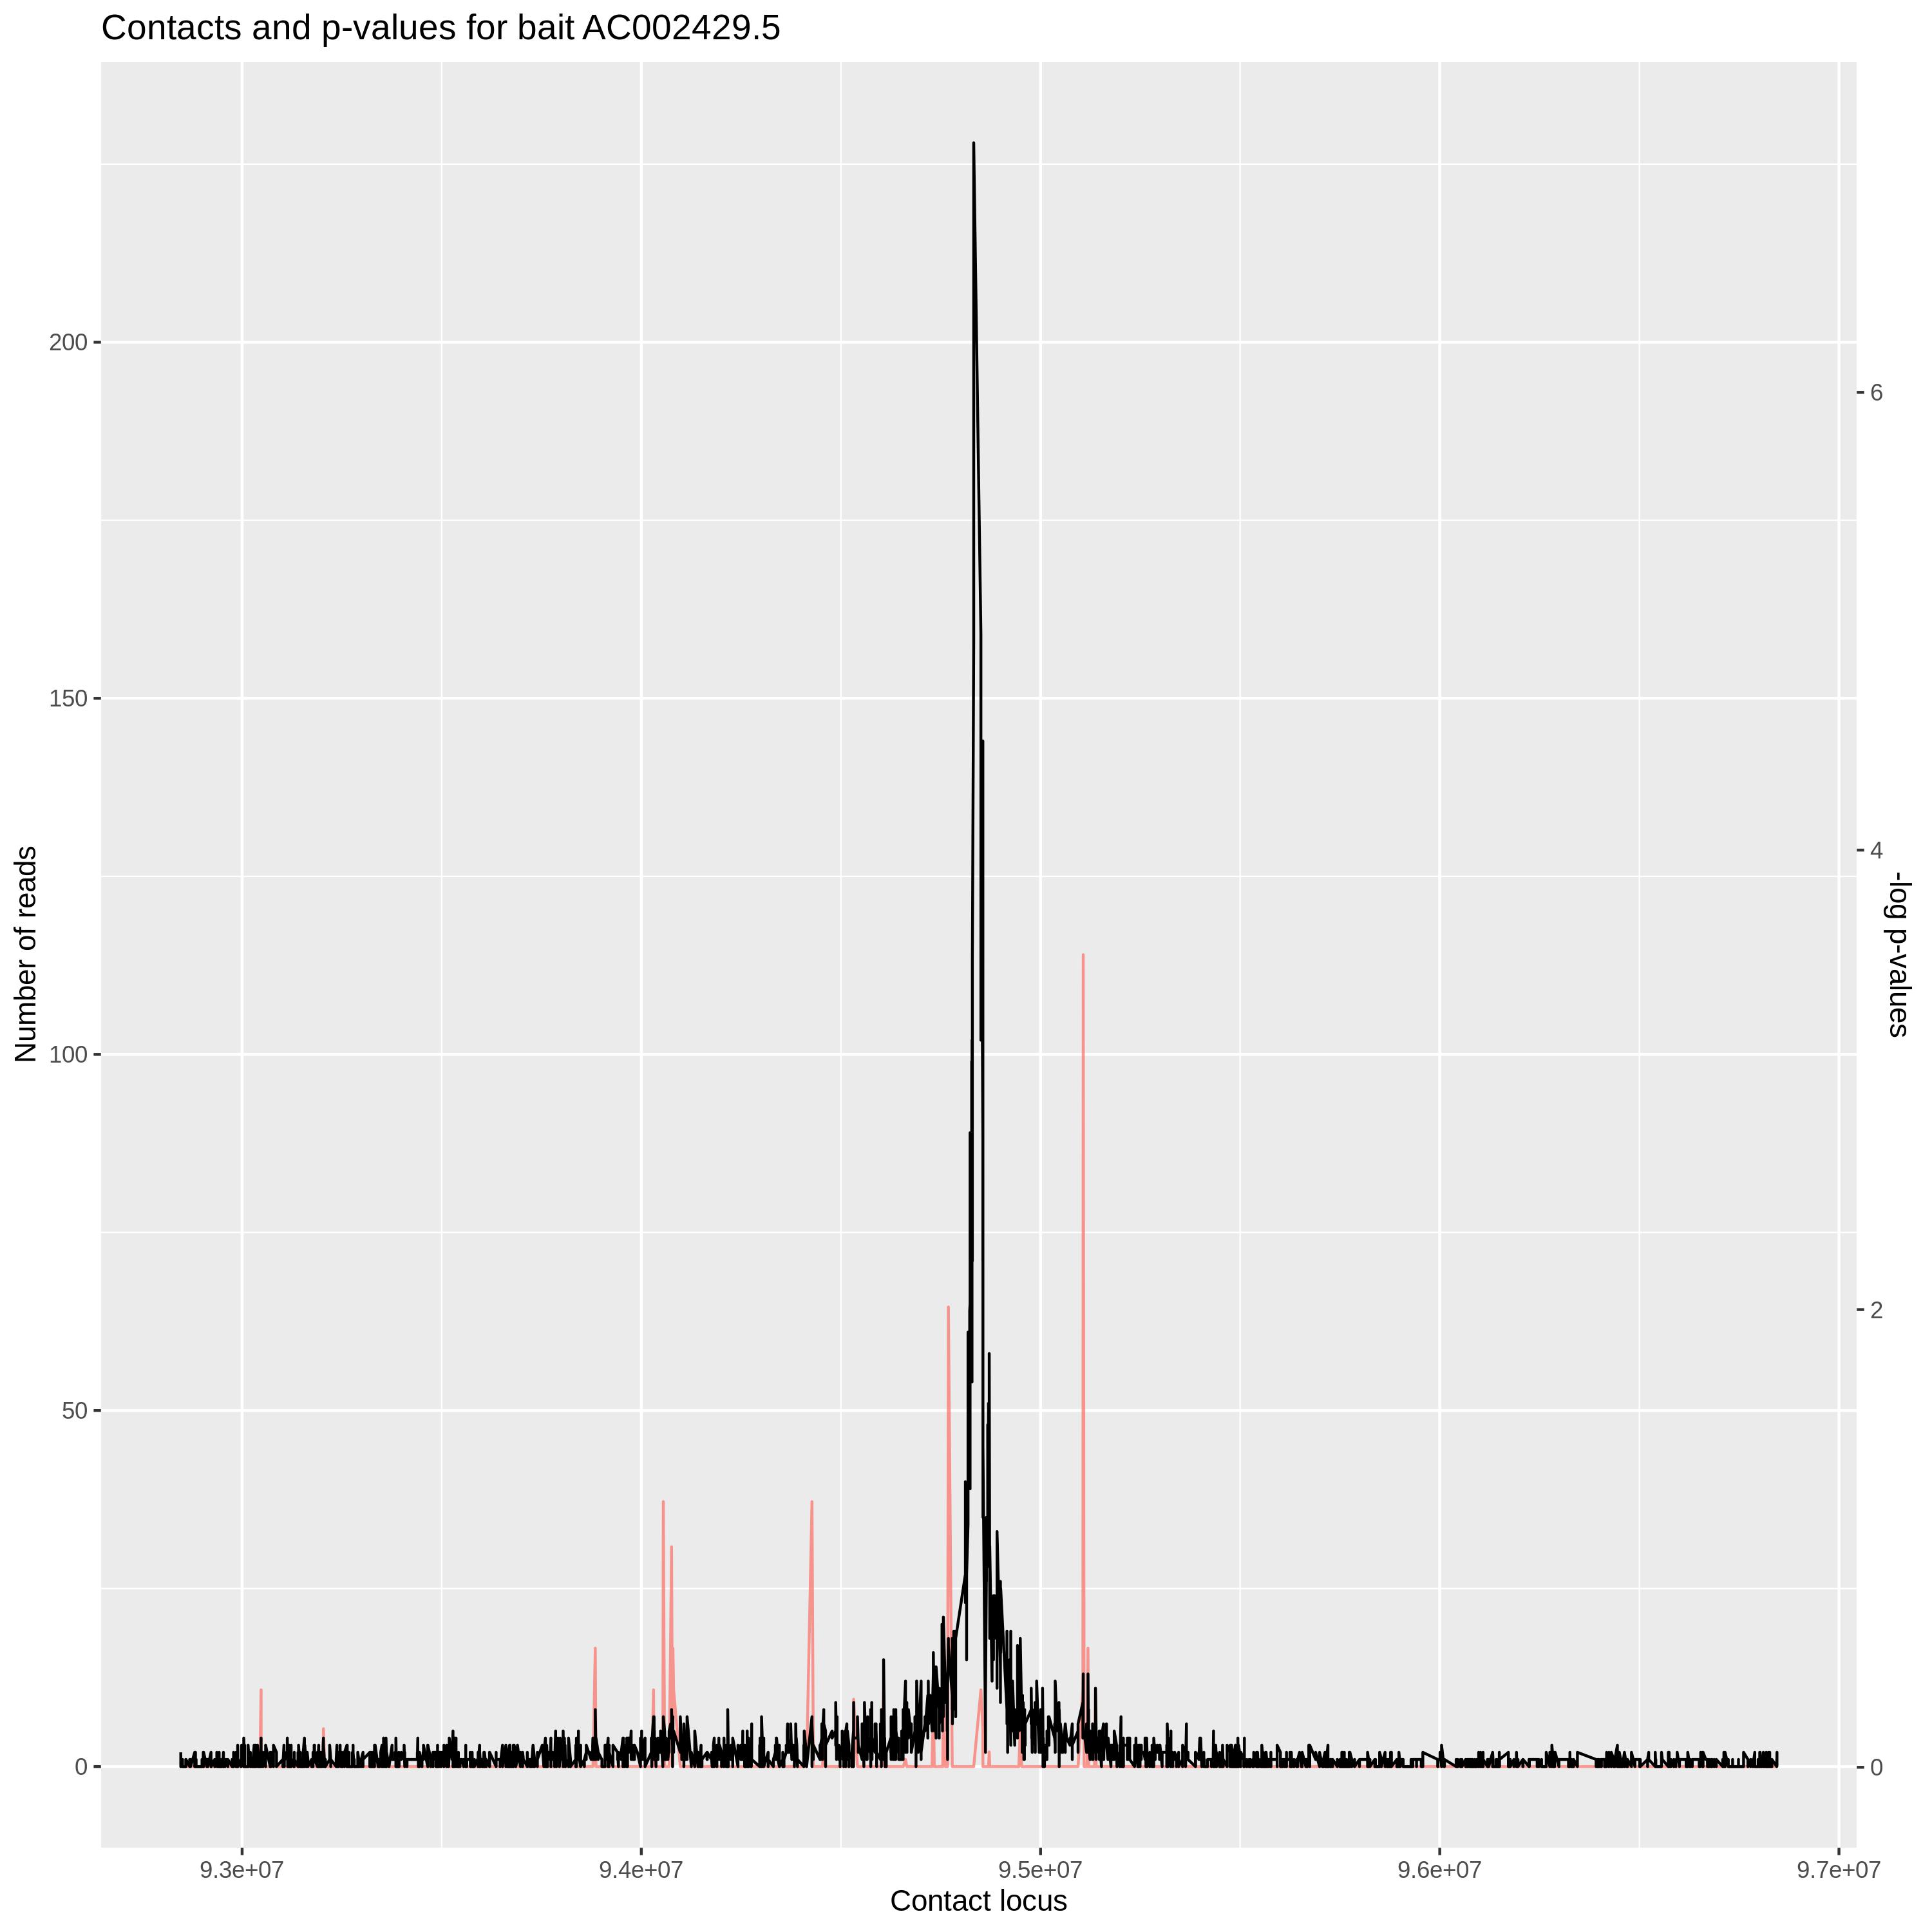 Contacts and p-values for bait AC002429.5
200
150
100
50
0
Number of reads
6
4
2
0
-log p-values
9.3e+07 9.4e+07 9.5e+07 9.6e+07 9.7e+07
Contact locus